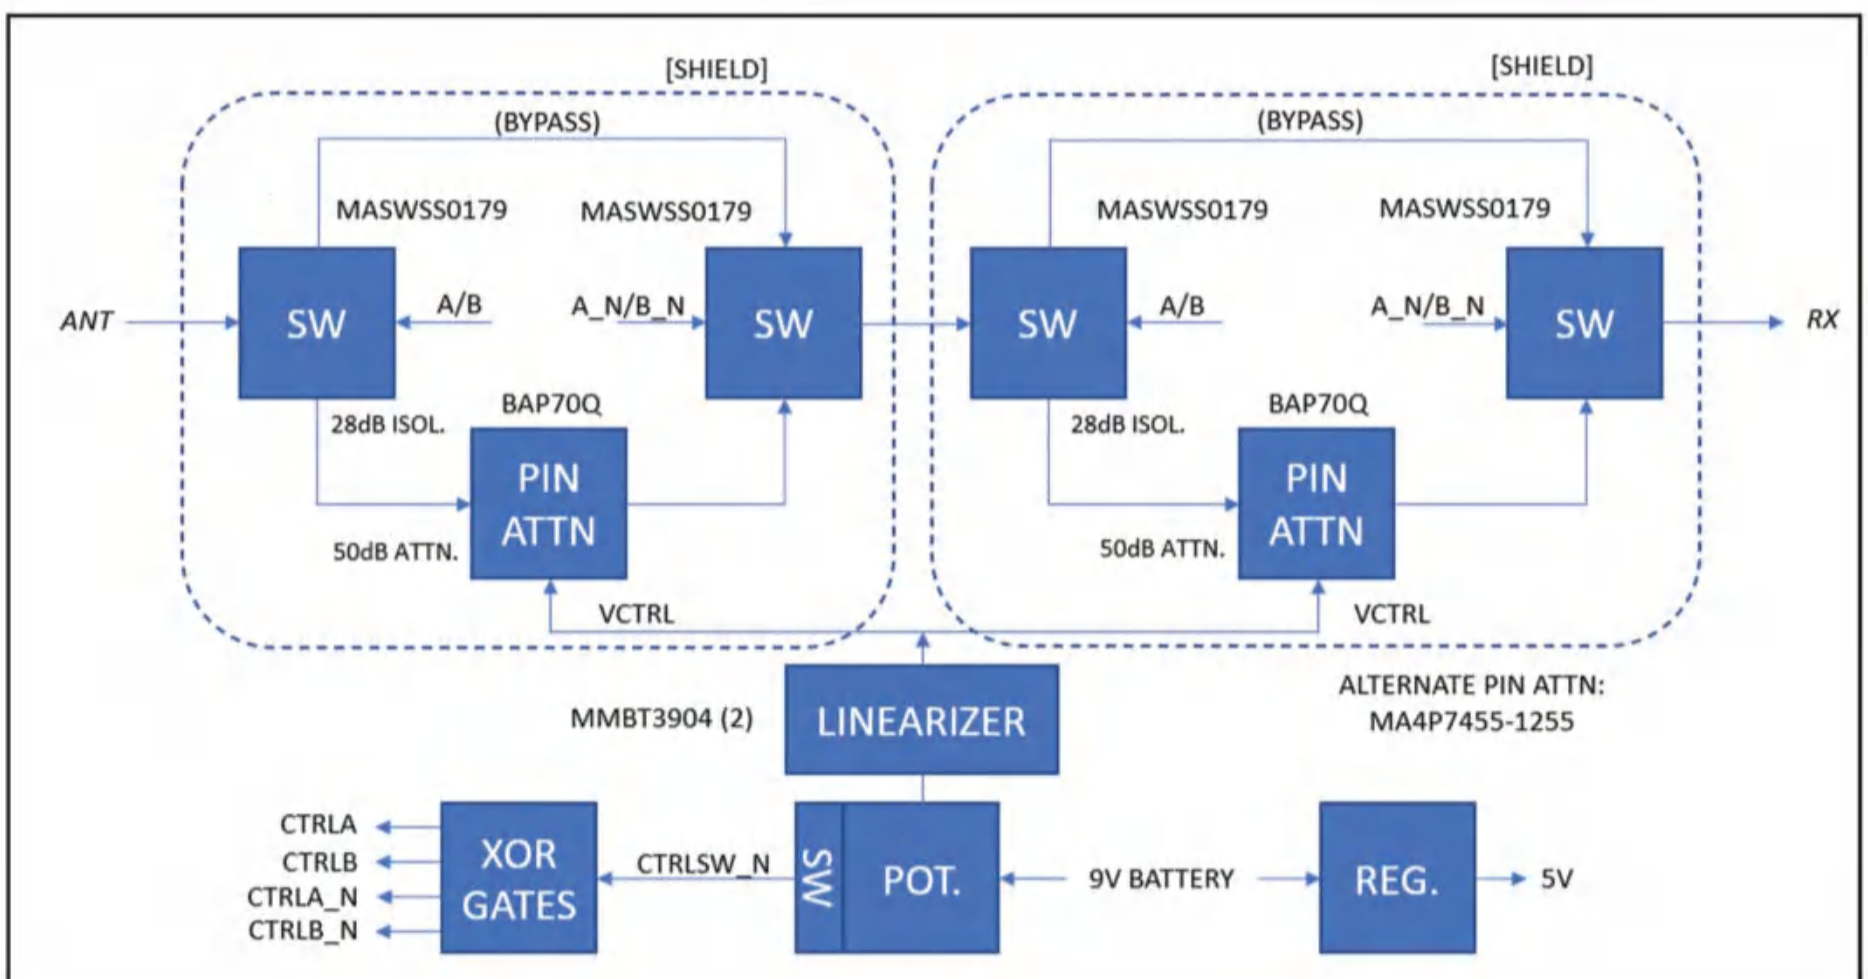 [SHIELD]
[SHIELD]
(BYPASS)
(BYPASS)
MASWSS0179
MASWSS0179
MASWSS0179
MASWSS0179
ANT
SW
A/B
A_N/B_N
SW
SW
A/B
A_N/B_N
SW
RX
28dB ISOL.
BAP70Q
28dB ISOL.
BAP70Q
PIN
ATTN
PIN
ATTN
50dB ATTN.
50dB ATTN.
VCTRL
VCTRL
MMBT3904 (2)
LINEARIZER
ALTERNATE PIN ATTN:
MA4P7455-1255
CTRLA
CTRLB
CTRLA_N
CTRLB_N
XOR
GATES
CTRLSW_N
SW
POT.
9V BATTERY
REG.
5V